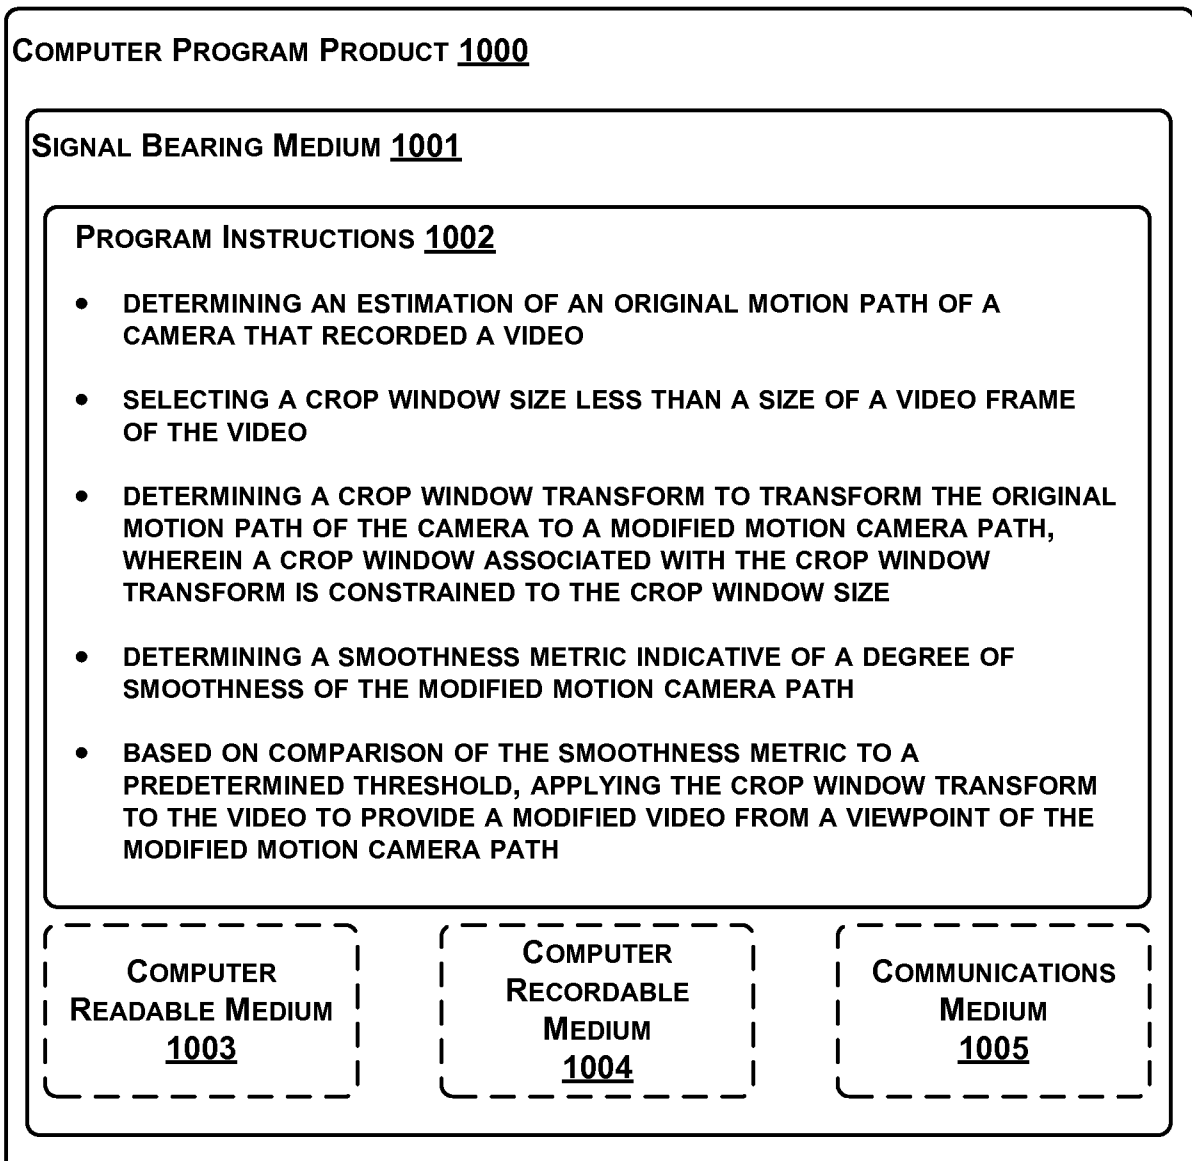 COMPUTER PROGRAM PRODUCT 1000
SIGNAL BEARING MEDIUM 1001
PROGRAM INSTRUCTIONS 1002
• DETERMINING AN ESTIMATION OF AN ORIGINAL MOTION PATH OF A
CAMERA THAT RECORDED A VIDEO
• SELECTING A CROP WINDOW SIZE LESS THAN A SIZE OF A VIDEO FRAME
OF THE VIDEO
• DETERMINING A CROP WINDOW TRANSFORM TO TRANSFORM THE ORIGINAL
MOTION PATH OF THE CAMERA TO A MODIFIED MOTION CAMERA PATH,
WHEREIN A CROP WINDOW ASSOCIATED WITH THE CROP WINDOW
TRANSFORM IS CONSTRAINED TO THE CROP WINDOW SIZE
• DETERMINING A SMOOTHNESS METRIC INDICATIVE OF A DEGREE OF
SMOOTHNESS OF THE MODIFIED MOTION CAMERA PATH
• BASED ON COMPARISON OF THE SMOOTHNESS METRIC TO A
PREDETERMINED THRESHOLD, APPLYING THE CROP WINDOW TRANSFORM
TO THE VIDEO TO PROVIDE A MODIFIED VIDEO FROM A VIEWPOINT OF THE
MODIFIED MOTION CAMERA PATH
COMPUTER
READABLE MEDIUM
1003
COMPUTER
RECORDABLE
MEDIUM
1004
COMMUNICATIONS
MEDIUM
1005